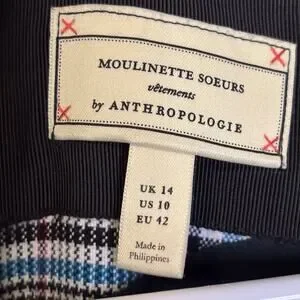 MOULINETTE SOEURS
vêtements
by ANTHROPOLOGIE
UK 14
US 10
EU 42
Made in
Philippines